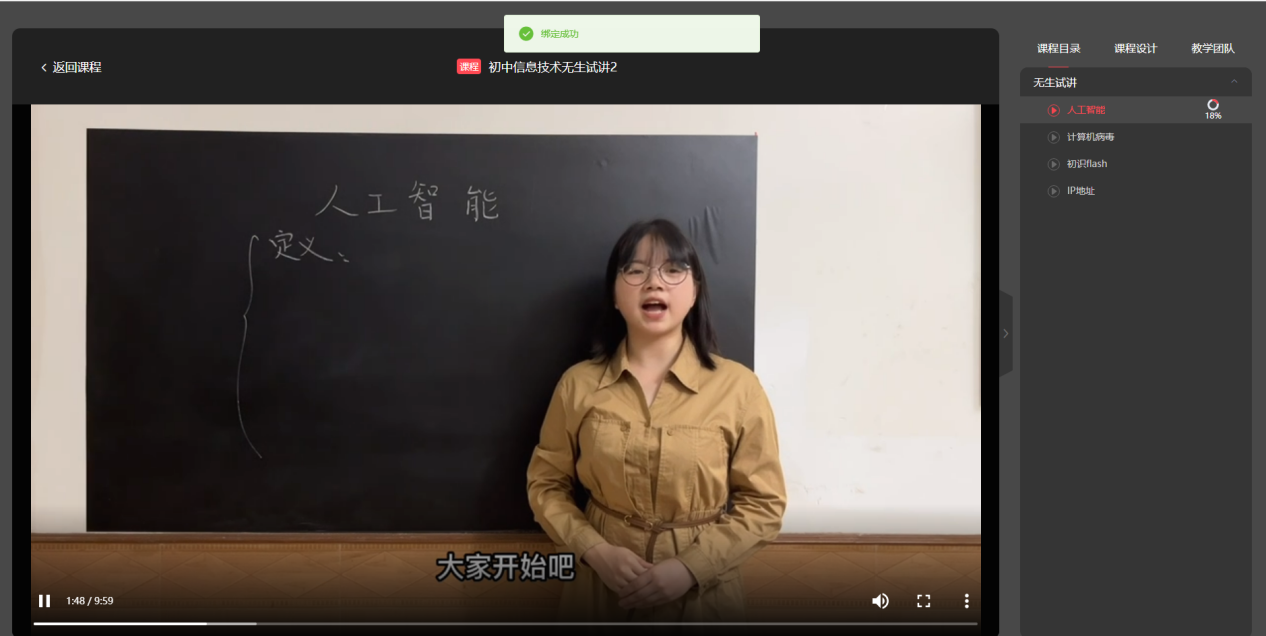 绑定成功
返回课程
课程 初中信息技术无生试讲2
课程目录 课程设计 教学团队
无生试讲
人工智能
18%
计算机病毒
初识flash
IP地址
人工智能
定义:
大家开始吧
1:48 / 9:59